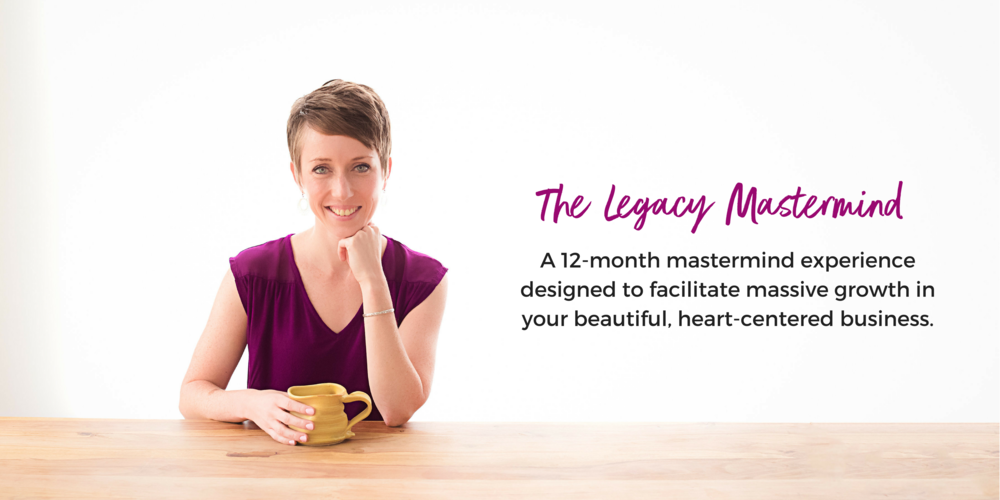 The Legacy Mastermind
A 12-month mastermind experience
designed to facilitate massive growth in
your beautiful, heart-centered business.